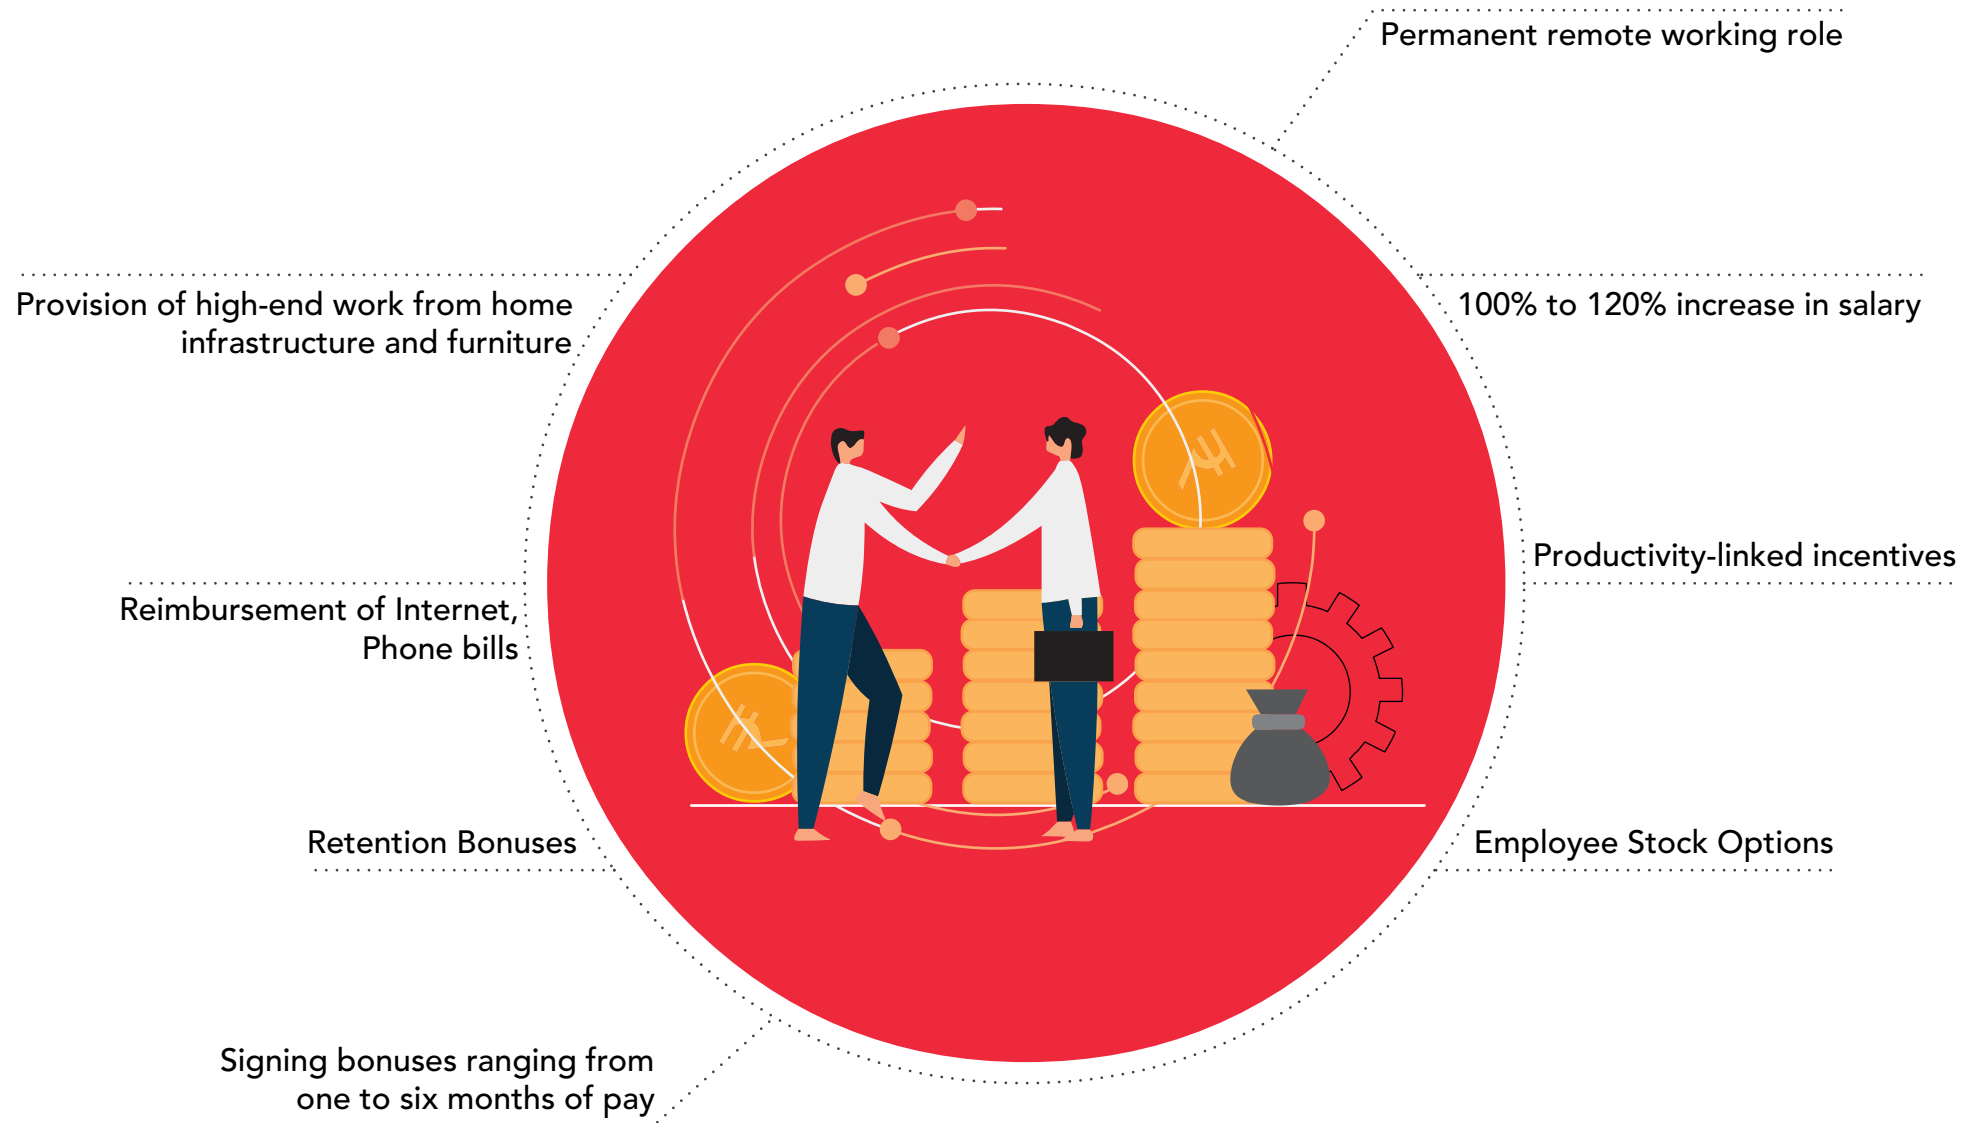 Permanent remote working role
Provision of high-end work from home
infrastructure and furniture
100% to 120% increase in salary
Productivity-linked incentives
Reimbursement of Internet,
Phone bills
Retention Bonuses
Employee Stock Options
Signing bonuses ranging from
one to six months of pay